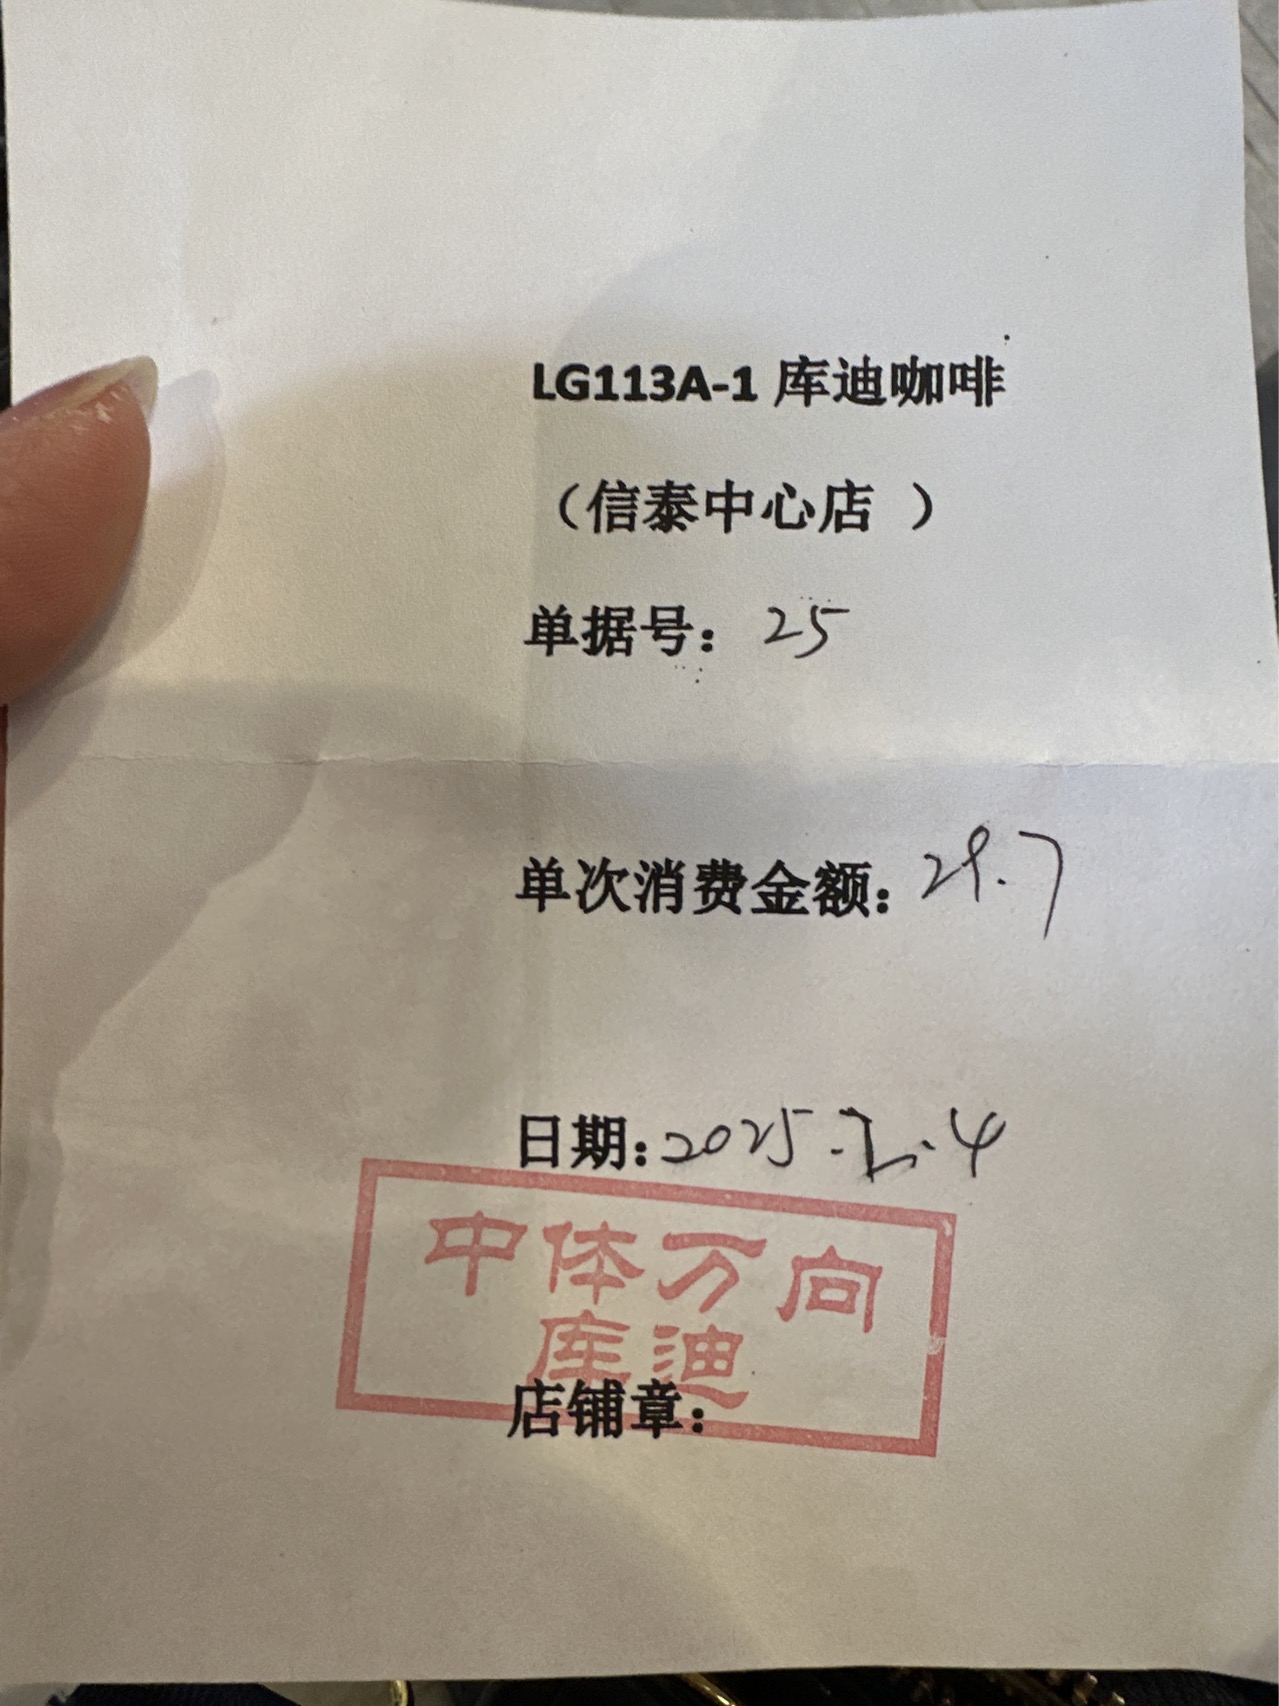 LG113A-1 库迪咖啡
（信泰中心店 ）
单据号： 25
单次消费金额： 29.7
日期: 2025.2.4
中体万向
库迪
店铺章：